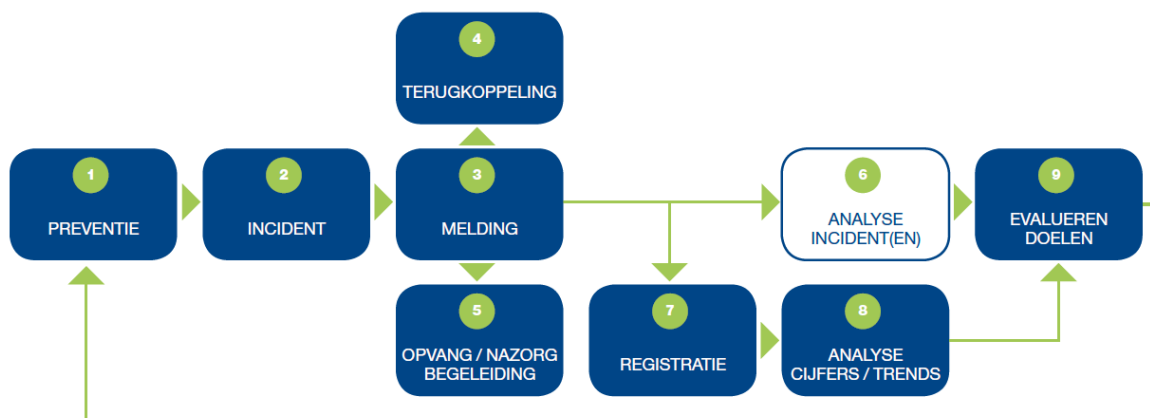 4
TERUGKOPPELING
1
PREVENTIE
2
INCIDENT
3
MELDING
6
ANALYSE
INCIDENT(EN)
9
EVALUEREN
DOELEN
5
OPVANG / NAZORG
BEGELEIDING
7
REGISTRATIE
8
ANALYSE
CIJFERS / TRENDS